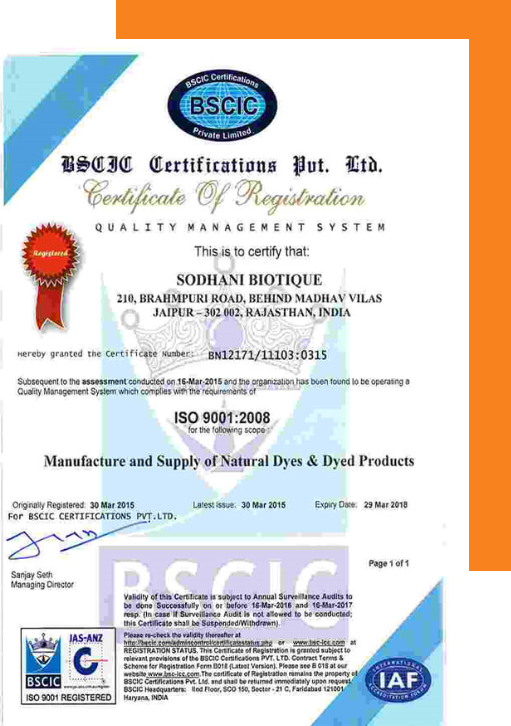 BSCIC Certifications
BSCIC
Private Limited
BSCIC Certifications Pvt. Ltd.
Certificate Of Registration
QUALITY MANAGEMENT SYSTEM
Registered
This is to certify that:
SODHANI BIOTIQUE
210, BRAHMPURI ROAD, BEHIND MADHAV VILAS
JAIPUR – 302 002, RAJASTHAN, INDIA
Hereby granted the Certificate Number: BN12171/11103:0315
Subsequent to the assessment conducted on 16-Mar-2015 and the organization has been found to be operating a
Quality Management System which complies with the requirements of
ISO 9001:2008
for the following scope:
Manufacture and Supply of Natural Dyes & Dyed Products
Originally Registered: 30 Mar 2015 Latest Issue: 30 Mar 2015 Expiry Date: 29 Mar 2018
For BSCIC CERTIFICATIONS PVT.LTD.
Page 1 of 1
Sanjay Seth
Managing Director
BSCIC
Validity of this Certificate is subject to Annual Surveillance Audits to
be done Successfully on or before 16-Mar-2016 and 16-Mar-2017
resp. (In case if Surveillance Audit is not allowed to be conducted;
this Certificate shall be Suspended/Withdrawn).
Please re-check the validity thereafter at
http://bscic.com/admincontrol/certificatestatus.php or www.bsc-icc.com at
REGISTRATION STATUS. This Certificate of Registration is granted subject to
relevant provisions of the BSCIC Certifications PVT. LTD. Contract Terms &
Scheme for Registration Form B018 (Latest Version). Please see B 018 at our
website www.bsc-icc.com.The certificate of Registration remains the property of
BSCIC Certifications Pvt. Ltd. and shall be returned immediately upon request.
BSCIC Headquarters: IInd Floor, SCO 150, Sector - 21 C, Faridabad 121001
Haryana, INDIA
JAS-ANZ
BSCIC
ISO 9001 REGISTERED
INTERNATIONAL
IAF
ACCREDITATION FORUM